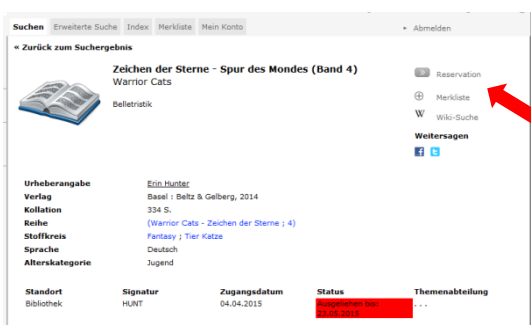 Suchen Erweiterte Suche Index Merkliste Mein Konto Abmelden
« Zurück zum Suchergebnis
Zeichen der Sterne - Spur des Mondes (Band 4)
Warrior Cats
Belletristik
Reservation
Merkliste
W Wiki-Suche
Weitersagen
Urheberangabe Erin Hunter
Verlag Basel : Beltz & Gelberg, 2014
Kollation 334 S.
Reihe (Warrior Cats - Zeichen der Sterne ; 4)
Stoffkreis Fantasy ; Tier Katze
Sprache Deutsch
Alterskategorie Jugend
Standort Signatur Zugangsdatum Status Themenabteilung
Bibliothek HUNT 04.04.2015 Ausgeliehen bis: . . .
23.05.2015